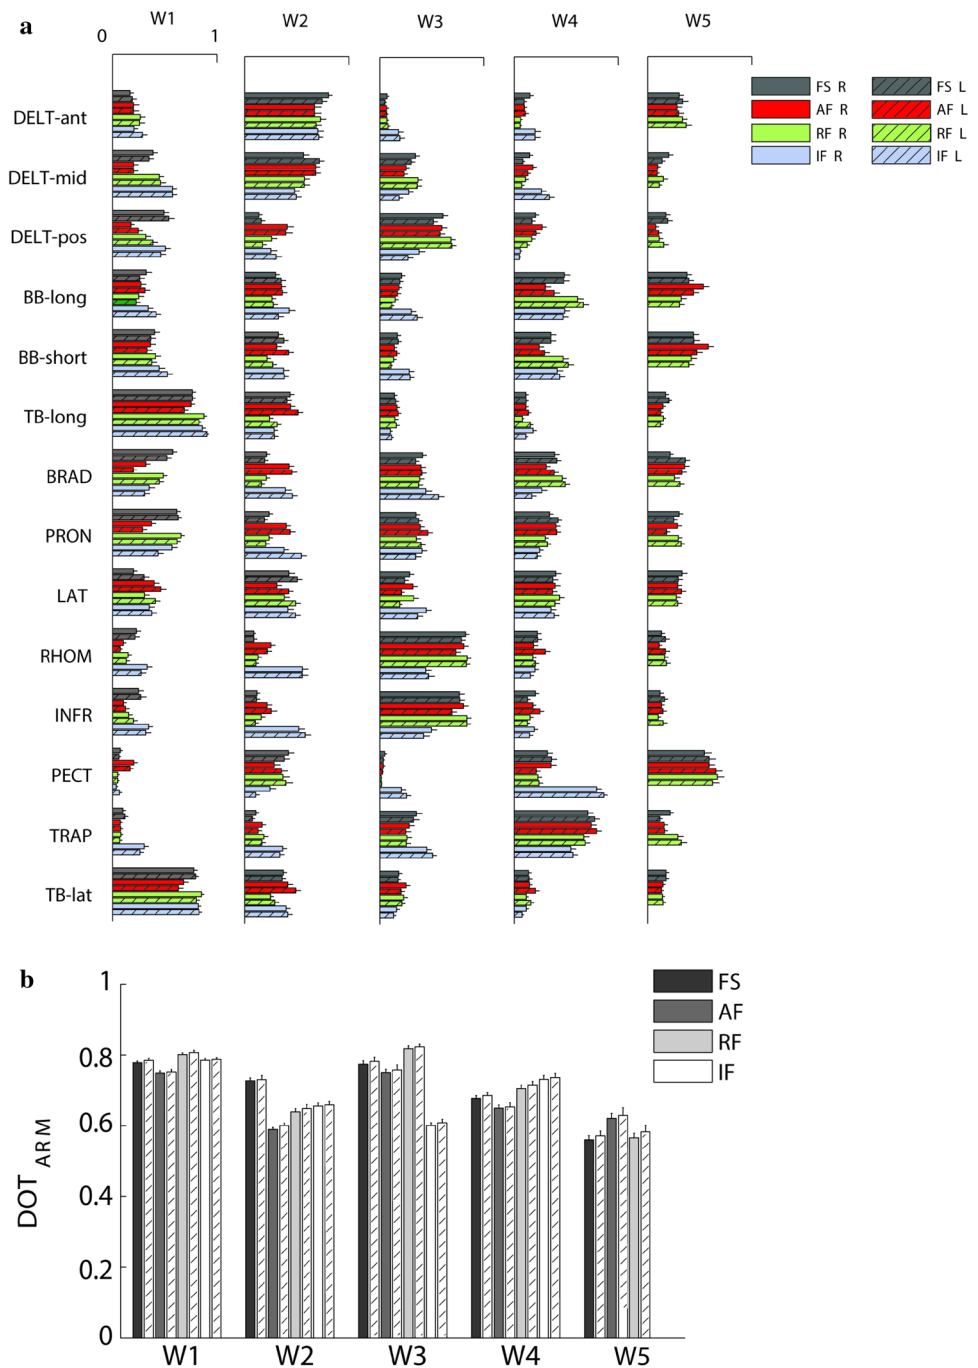 a
W1 W2 W3 W4 W5
0 1
FS R FS L
AF R AF L
RF R RF L
IF R IF L
DELT-ant
DELT-mid
DELT-pos
BB-long
BB-short
TB-long
BRAD
PRON
LAT
RHOM
INFR
PECT
TRAP
TB-lat
b
1
0.8
0.6
0.4
0.2
0
DOT ARM
FS
AF
RF
IF
W1 W2 W3 W4 W5